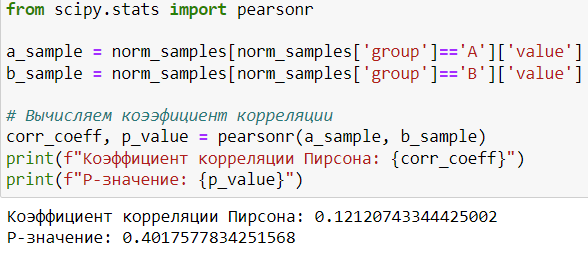 from scipy.stats import pearsonr
a_sample = norm_samples[norm_samples['group']=='A']['value']
b_sample = norm_samples[norm_samples['group']=='B']['value']
# Вычисляем коээфициент корреляции
corr_coeff, p_value = pearsonr(a_sample, b_sample)
print(f"Коэффициент корреляции Пирсона: {corr_coeff}")
print(f"P-значение: {p_value}")
Коэффициент корреляции Пирсона: 0.12120743344425002
P-значение: 0.4017577834251568